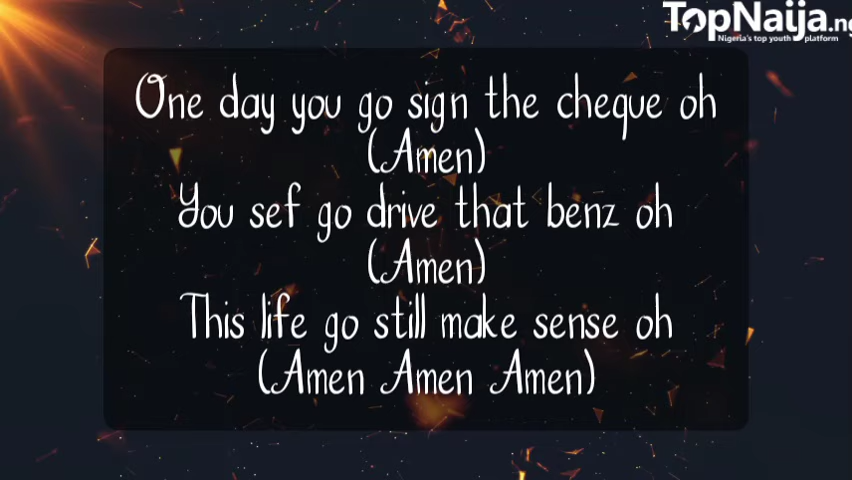 TopNaija.ng
Nigeria's top youth platform
One day you go sign the cheque oh
(Amen)
You sef go drive that benz oh
(Amen)
This life go still make sense oh
(Amen Amen Amen)